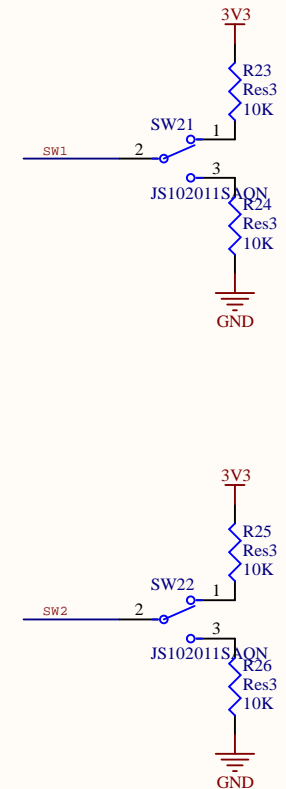 3V3
R23
Res3
10K
SW21
1
SW1
2
3
JS102011SAQN
R24
Res3
10K
GND
3V3
R25
Res3
10K
SW22
1
SW2
2
3
JS102011SAQN
R26
Res3
10K
GND